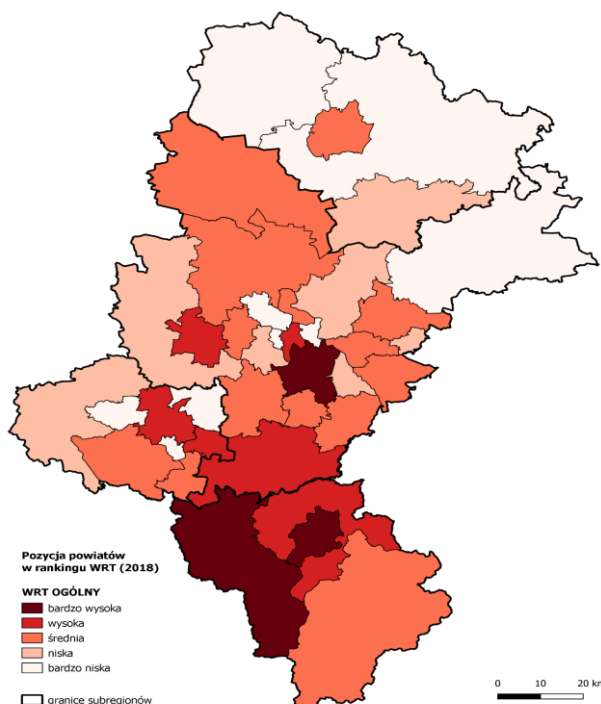 Pozycja powiatów
w rankingu WRT (2018)
WRT OGÓLNY
bardzo wysoka
wysoka
średnia
niska
bardzo niska
granice subregionów
0 10 20 km